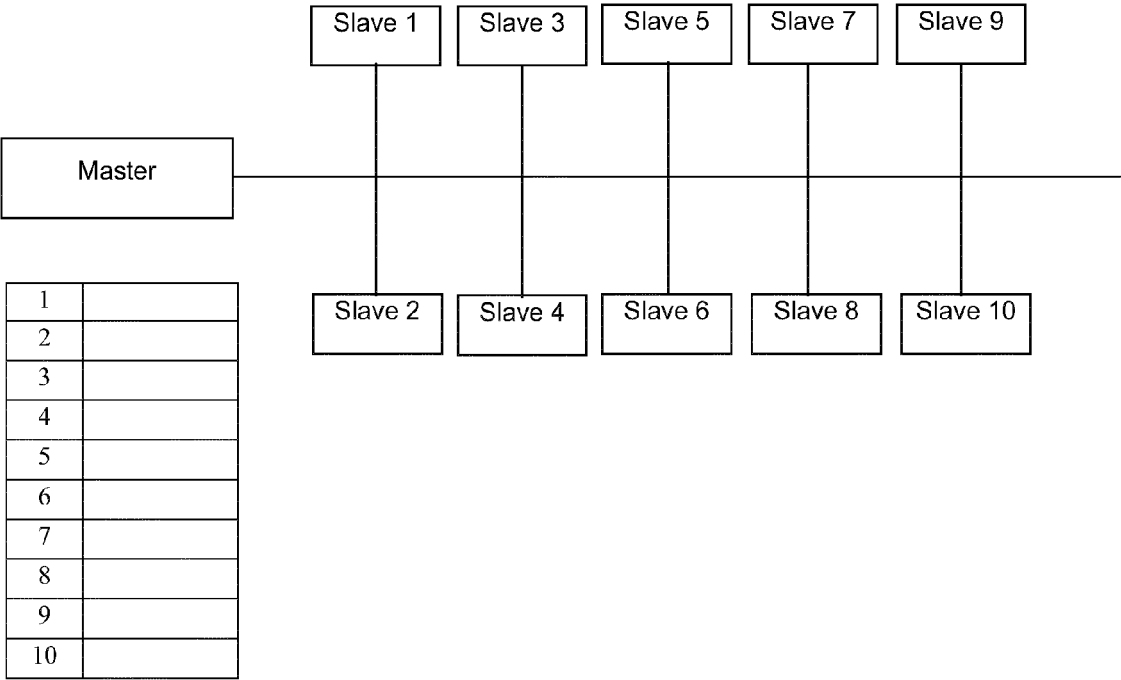 Slave 1
Slave 3
Slave 5
Slave 7
Slave 9
Master
Slave 2
Slave 4
Slave 6
Slave 8
Slave 10
1
2
3
4
5
6
7
8
9
10